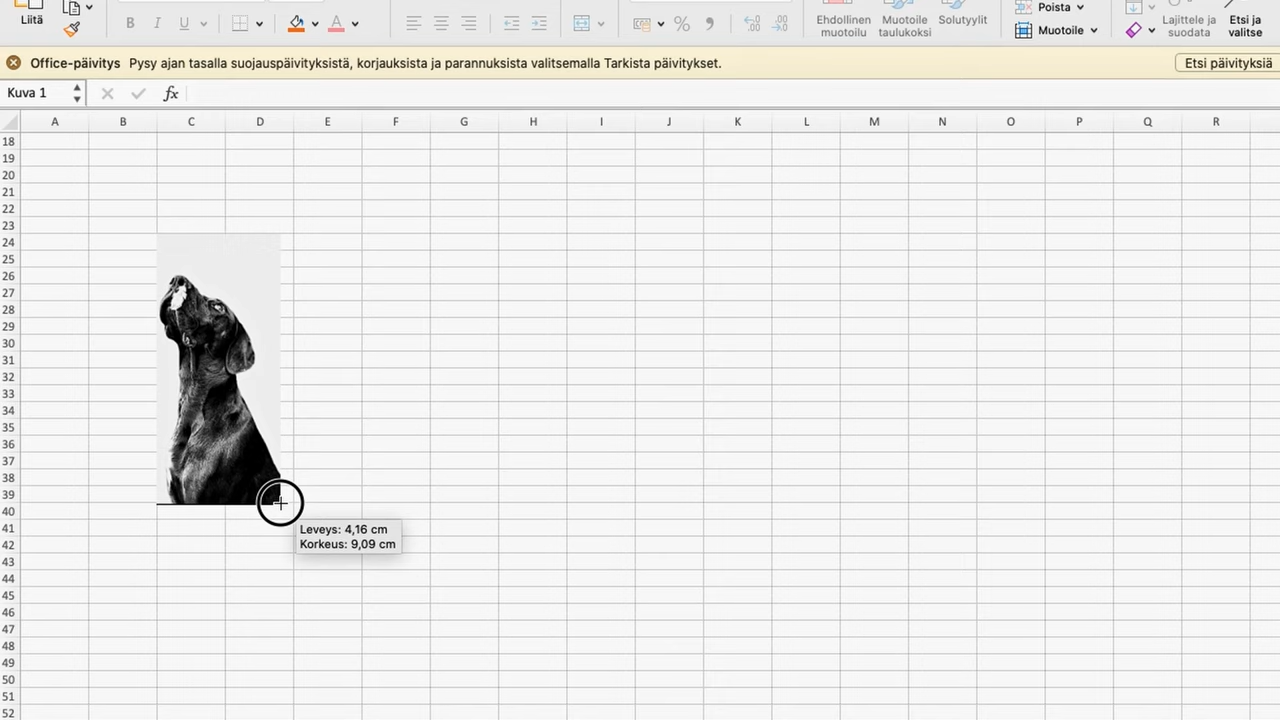 Liitä
B I U A
Ehdollinen muotoilu
Muotoile taulukoksi
Solutyylit
Poista
Muotoile
Lajittele ja suodata
Etsi ja valitse
Office-päivitys Pysy ajan tasalla suojauspäivityksistä, korjauksista ja parannuksista valitsemalla Tarkista päivitykset. Etsi päivityksiä
Kuva 1 fx
A B C D E F G H I J K L M N O P Q R
18
19
20
21
22
23
24
25
26
27
28
29
30
31
32
33
34
35
36
37
38
39
40
Leveys: 4,16 cm
Korkeus: 9,09 cm
41
42
43
44
45
46
47
48
49
50
51
52